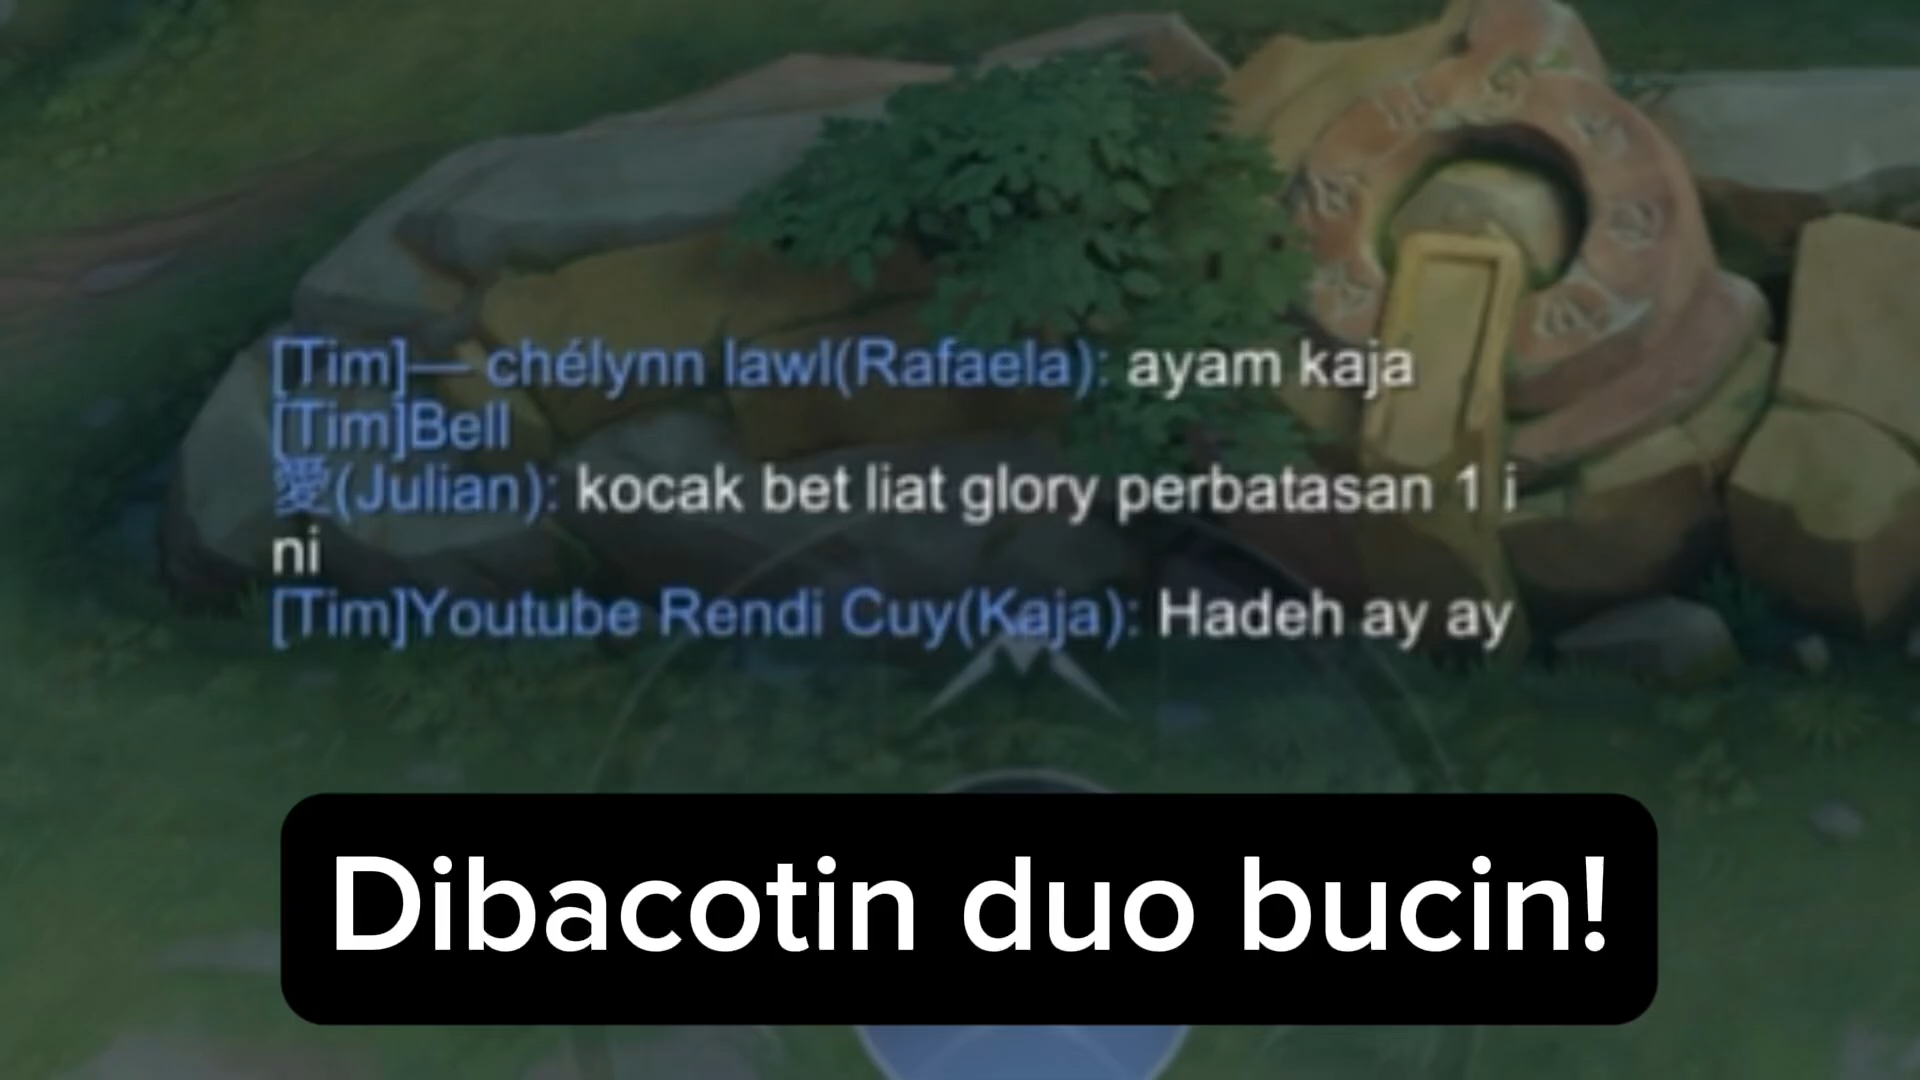 [Tim]— chélynn lawl(Rafaela): ayam kaja
[Tim]Bell
愛(Julian): kocak bet liat glory perbatasan 1 i
ni
[Tim]Youtube Rendi Cuy(Kaja): Hadeh ay ay
Dibacotin duo bucin!